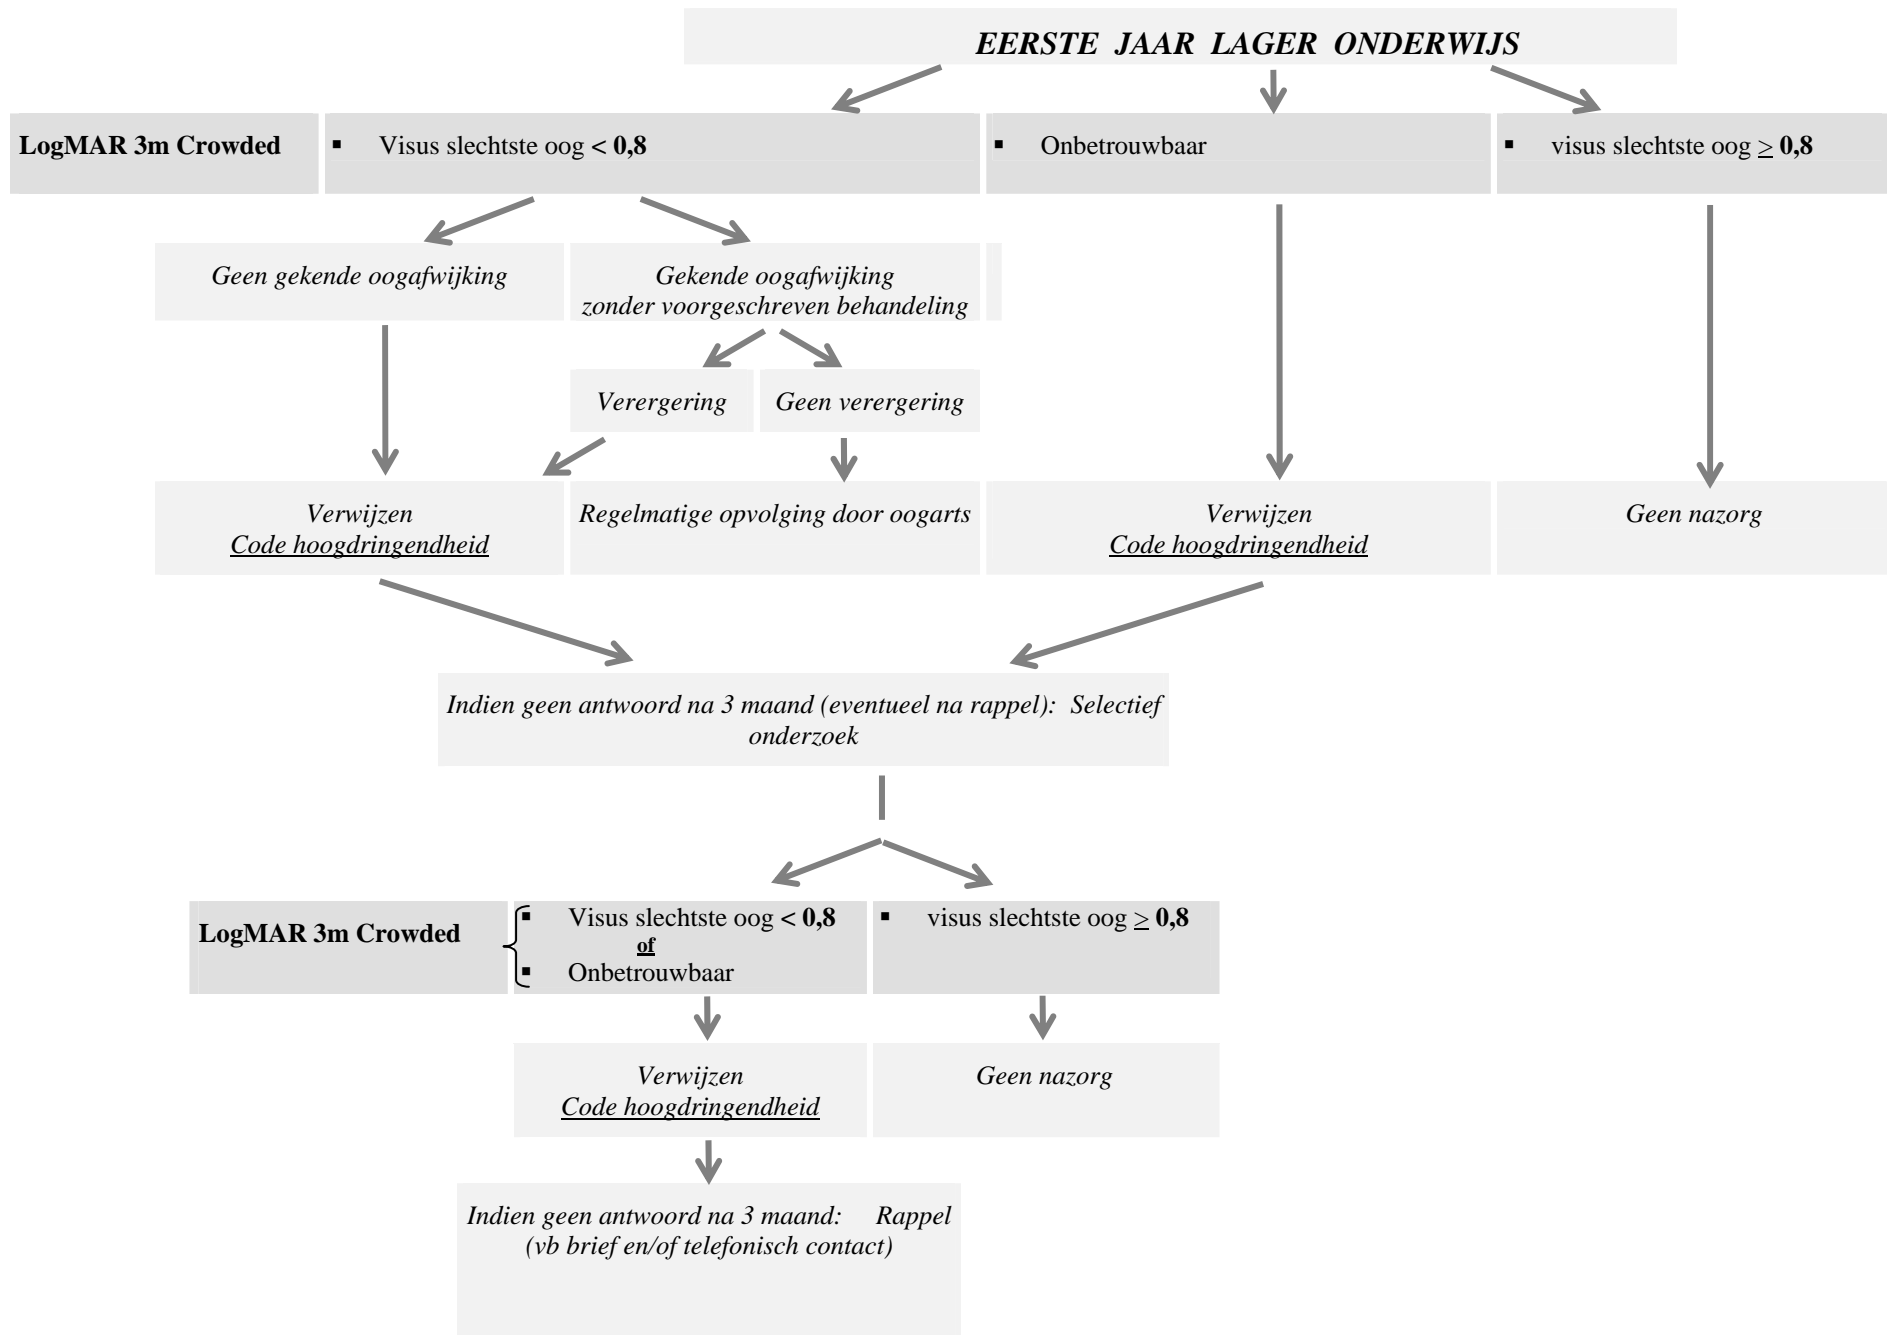 EERSTE JAAR LAGER ONDERWIJS
LogMAR 3m Crowded
▪ Visus slechtste oog < 0,8
▪ Onbetrouwbaar
▪ visus slechtste oog ≥ 0,8
Geen gekende oogafwijking
Gekende oogafwijking
zonder voorgeschreven behandeling
Verergering
Geen verergering
Verwijzen
Code hoogdringendheid
Regelmatige opvolging door oogarts
Verwijzen
Code hoogdringendheid
Geen nazorg
Indien geen antwoord na 3 maand (eventueel na rappel): Selectief
onderzoek
LogMAR 3m Crowded
▪ Visus slechtste oog < 0,8
of
▪ Onbetrouwbaar
▪ visus slechtste oog ≥ 0,8
Verwijzen
Code hoogdringendheid
Geen nazorg
Indien geen antwoord na 3 maand: Rappel
(vb brief en/of telefonisch contact)